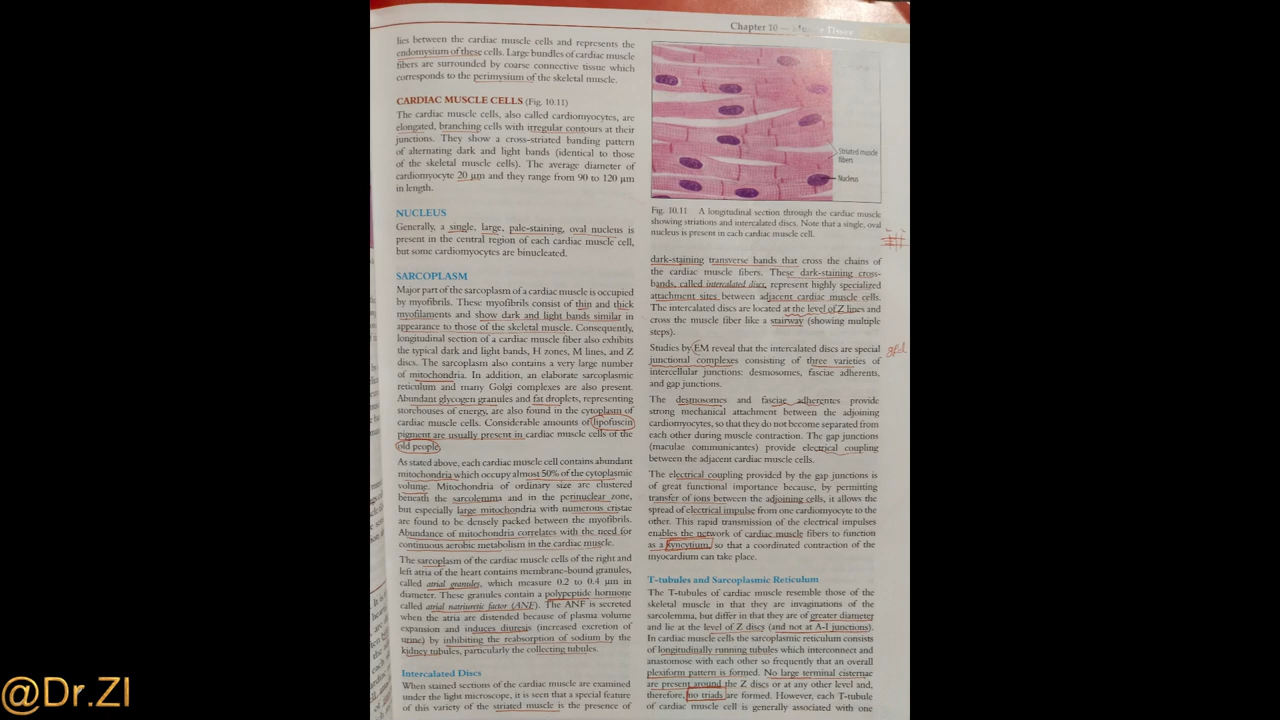 Chapter 10 — Muscle Tissue
lies between the cardiac muscle cells and represents the
endomysium of these cells. Large bundles of cardiac muscle
fibers are surrounded by coarse connective tissue which
corresponds to the perimysium of the skeletal muscle.
CARDIAC MUSCLE CELLS (Fig. 10.11)
The cardiac muscle cells, also called cardiomyocytes, are
elongated, branching cells with irregular contours at their
junctions. They show a cross-striated banding pattern
of alternating dark and light bands (identical to those
of the skeletal muscle cells). The average diameter of
cardiomyocyte 20 µm and they range from 90 to 120 µm
in length.
NUCLEUS
Generally, a single, large, pale-staining, oval nucleus is
present in the central region of each cardiac muscle cell,
but some cardiomyocytes are binucleated.
SARCOPLASM
Major part of the sarcoplasm of a cardiac muscle is occupied
by myofibrils. These myofibrils consist of thin and thick
myofilaments and show dark and light bands similar in
appearance to those of the skeletal muscle. Consequently,
longitudinal section of a cardiac muscle fiber also exhibits
the typical dark and light bands, H zones, M lines, and Z
discs. The sarcoplasm also contains a very large number
of mitochondria. In addition, an elaborate sarcoplasmic
reticulum and many Golgi complexes are also present.
Abundant glycogen granules and fat droplets, representing
storehouses of energy, are also found in the cytoplasm of
cardiac muscle cells. Considerable amounts of lipofuscin
pigment are usually present in cardiac muscle cells of the
old people.
As stated above, each cardiac muscle cell contains abundant
mitochondria which occupy almost 50% of the cytoplasmic
volume. Mitochondria of ordinary size are clustered
beneath the sarcolemma and in the perinuclear zone,
but especially large mitochondria with numerous cristae
are found to be densely packed between the myofibrils.
Abundance of mitochondria correlates with the need for
continuous aerobic metabolism in the cardiac muscle.
The sarcoplasm of the cardiac muscle cells of the right and
left atria of the heart contains membrane-bound granules,
called atrial granules, which measure 0.2 to 0.4 µm in
diameter. These granules contain a polypeptide hormone
called atrial natriuretic factor (ANF). The ANF is secreted
when the atria are distended because of plasma volume
expansion and induces diuresis (increased excretion of
urine) by inhibiting the reabsorption of sodium by the
kidney tubules, particularly the collecting tubules.
Intercalated Discs
When stained sections of the cardiac muscle are examined
under the light microscope, it is seen that a special feature
of this variety of the striated muscle is the presence of
Striated muscle
fibers
Nucleus
Fig. 10.11 A longitudinal section through the cardiac muscle
showing striations and intercalated discs. Note that a single, oval
nucleus is present in each cardiac muscle cell.
dark-staining transverse bands that cross the chains of
the cardiac muscle fibers. These dark-staining cross-
bands, called intercalated discs, represent highly specialized
attachment sites between adjacent cardiac muscle cells.
The intercalated discs are located at the level of Z lines and
cross the muscle fiber like a stairway (showing multiple
steps).
Studies by EM reveal that the intercalated discs are special
junctional complexes consisting of three varieties of
intercellular junctions: desmosomes, fasciae adherents,
and gap junctions.
The desmosomes and fasciae adherentes provide
strong mechanical attachment between the adjoining
cardiomyocytes, so that they do not become separated from
each other during muscle contraction. The gap junctions
(maculae communicantes) provide electrical coupling
between the adjacent cardiac muscle cells.
The electrical coupling provided by the gap junctions is
of great functional importance because, by permitting
transfer of ions between the adjoining cells, it allows the
spread of electrical impulse from one cardiomyocyte to the
other. This rapid transmission of the electrical impulses
enables the network of cardiac muscle fibers to function
as a syncytium, so that a coordinated contraction of the
myocardium can take place.
T-tubules and Sarcoplasmic Reticulum
The T-tubules of cardiac muscle resemble those of the
skeletal muscle in that they are invaginations of the
sarcolemma, but differ in that they are of greater diameter
and lie at the level of Z discs (and not at A-I junctions).
In cardiac muscle cells the sarcoplasmic reticulum consists
of longitudinally running tubules which interconnect and
anastomose with each other so frequently that an overall
plexiform pattern is formed. No large terminal cisternae
are present around the Z discs or at any other level and,
therefore, no triads are formed. However, each T-tubule
of cardiac muscle cell is generally associated with one
@Dr.ZI